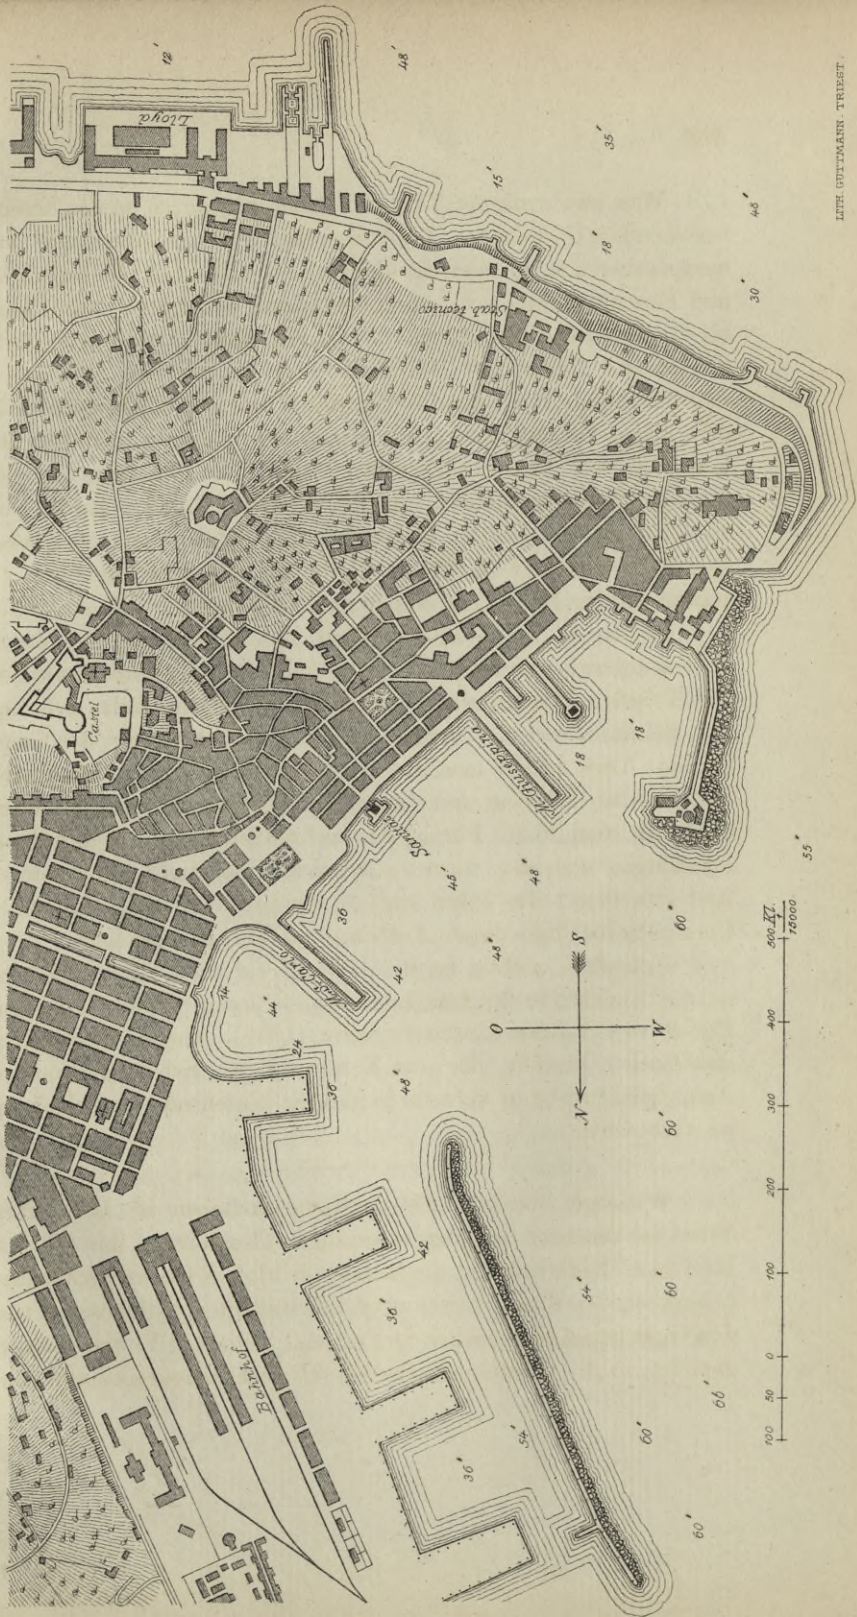 LITH. GUTTMANN. TRIEST.
12'
48'
Lloyd
35'
15'
48'
18'
30'
Stab. tecnico
Castel
M. Giuseppino
18
18'
Sanità
55'
45'
48'
36
60'
48'
42
S. Carlo
14
44'
24
36
48'
S
O
W
N
60'
42
54'
60'
36'
66'
54'
60'
36'
60'
Bahnhof
100 50 0 100 200 300 400 500 Kl.
1
15000